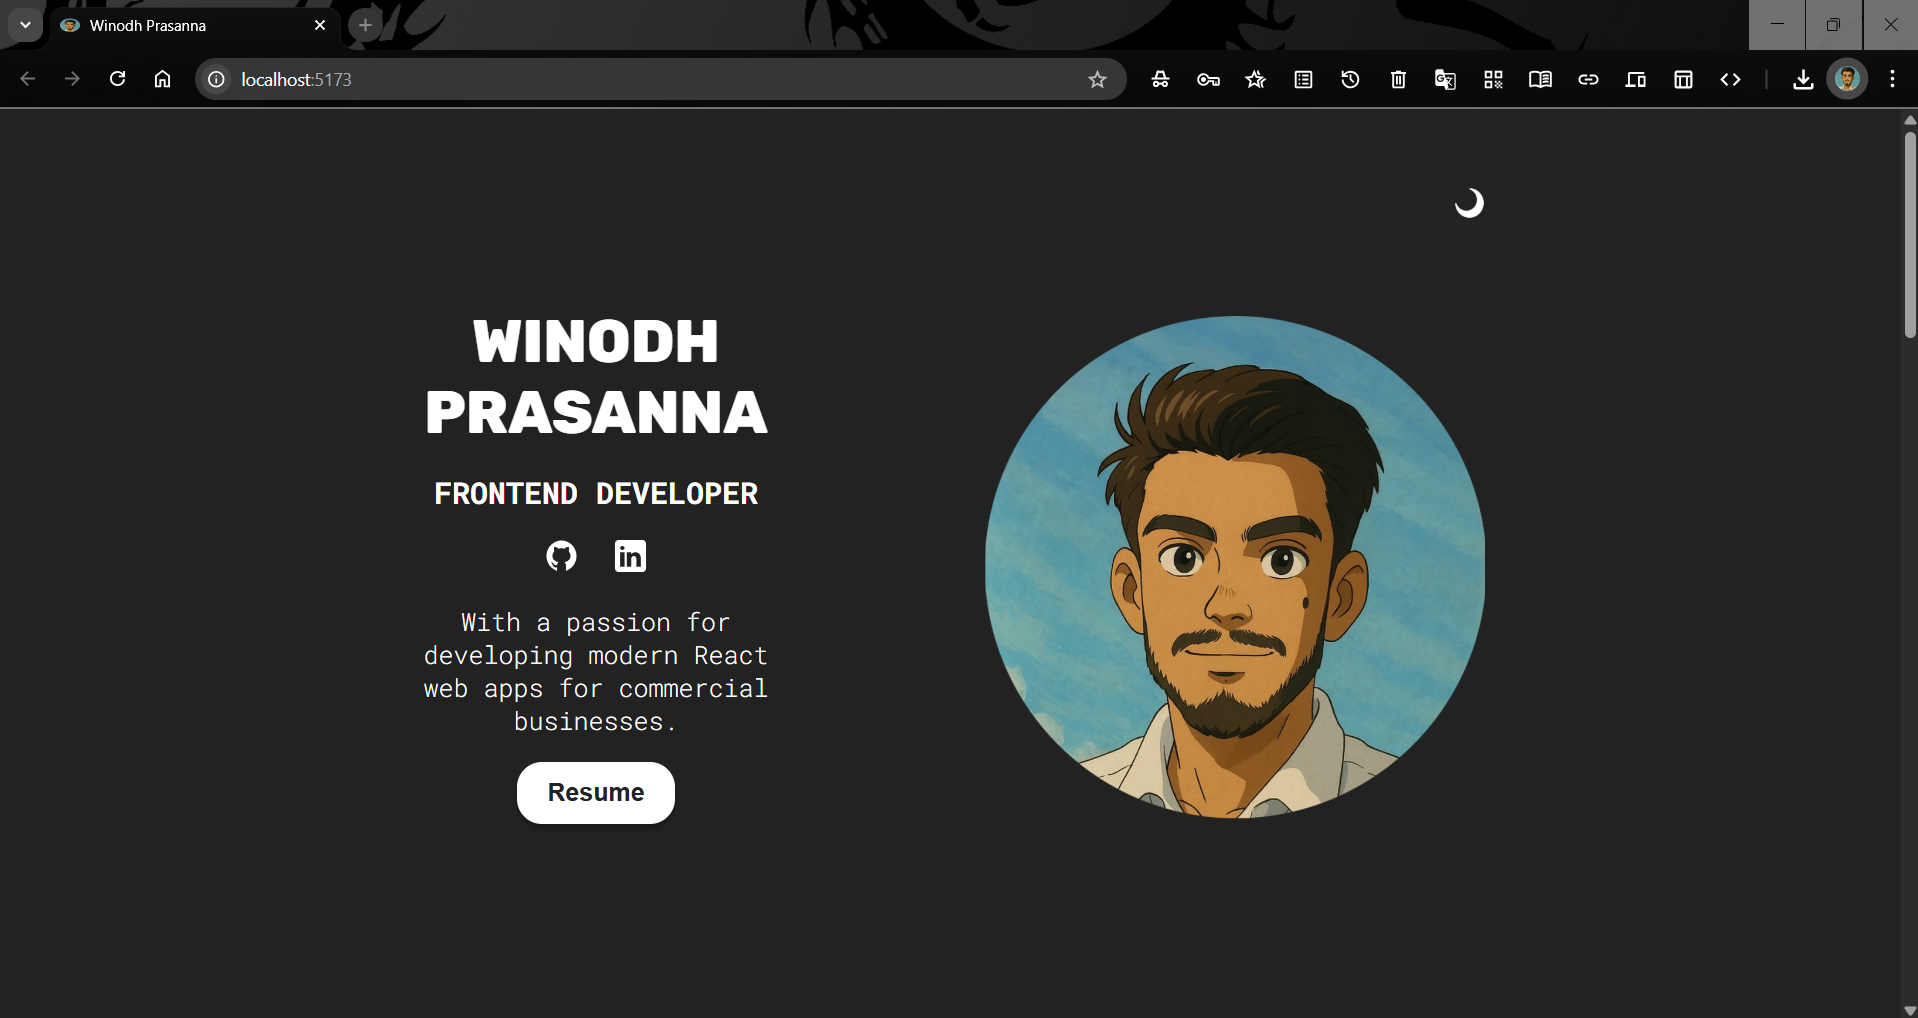 Winodh Prasanna
localhost:5173
WINODH
PRASANNA
FRONTEND DEVELOPER
in
With a passion for
developing modern React
web apps for commercial
businesses.
Resume